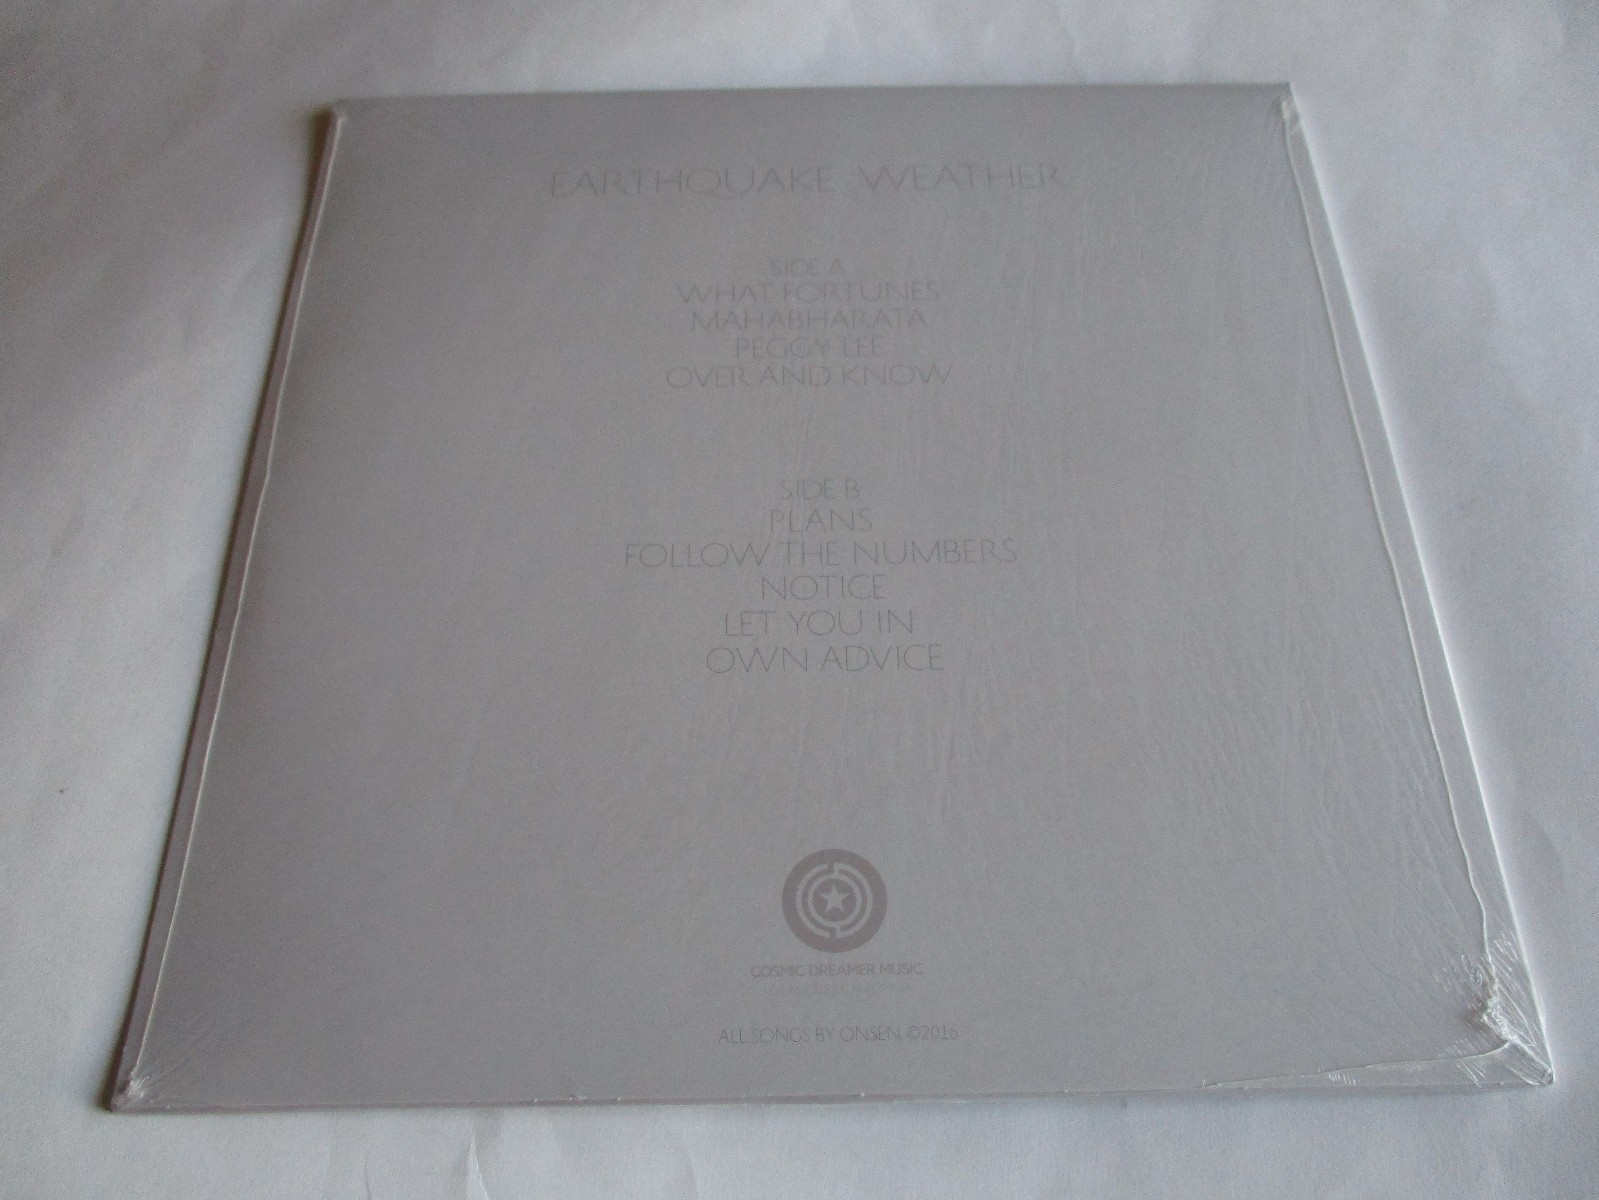 EARTHQUAKE WEATHER
SIDE A
WHAT FORTUNES
MAHABHARATA
PEGGY LEE
OVER AND KNOW
SIDE B
PLANS
FOLLOW THE NUMBERS
NOTICE
LET YOU IN
OWN ADVICE
COSMIC DREAMER MUSIC
ALL SONGS BY ONSEN, ©2016